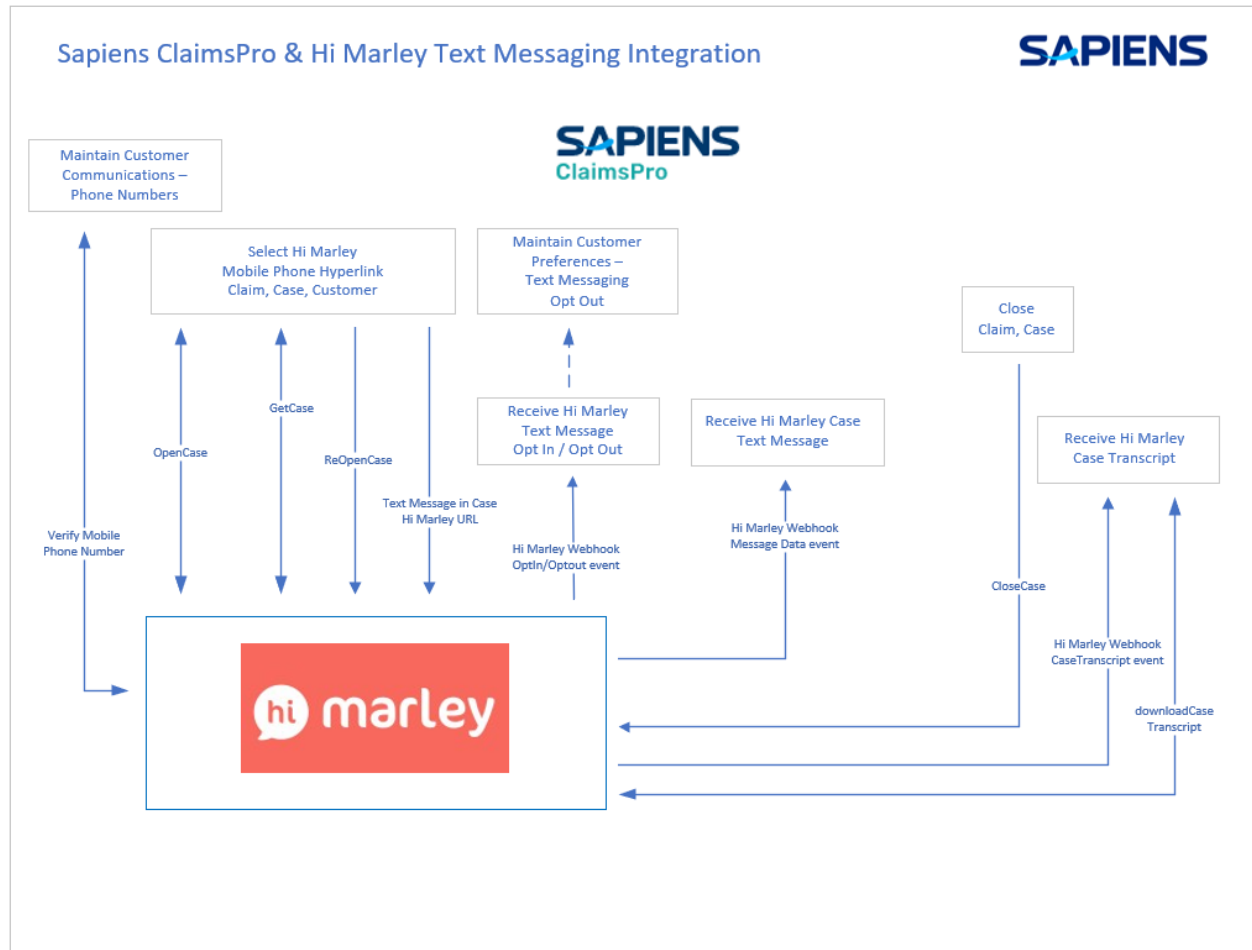 Sapiens ClaimsPro & Hi Marley Text Messaging Integration
SAPIENS
SAPIENS
ClaimsPro
Maintain Customer
Communications –
Phone Numbers
Select Hi Marley
Mobile Phone Hyperlink
Claim, Case, Customer
Maintain Customer
Preferences –
Text Messaging
Opt Out
Close
Claim, Case
Receive Hi Marley
Text Message
Opt In / Opt Out
Receive Hi Marley Case
Text Message
Receive Hi Marley
Case Transcript
OpenCase
GetCase
ReOpenCase
Text Message in Case
Hi Marley URL
Verify Mobile
Phone Number
Hi Marley Webhook
OptIn/Optout event
Hi Marley Webhook
Message Data event
CloseCase
Hi Marley Webhook
CaseTranscript event
downloadCase
Transcript
hi marley